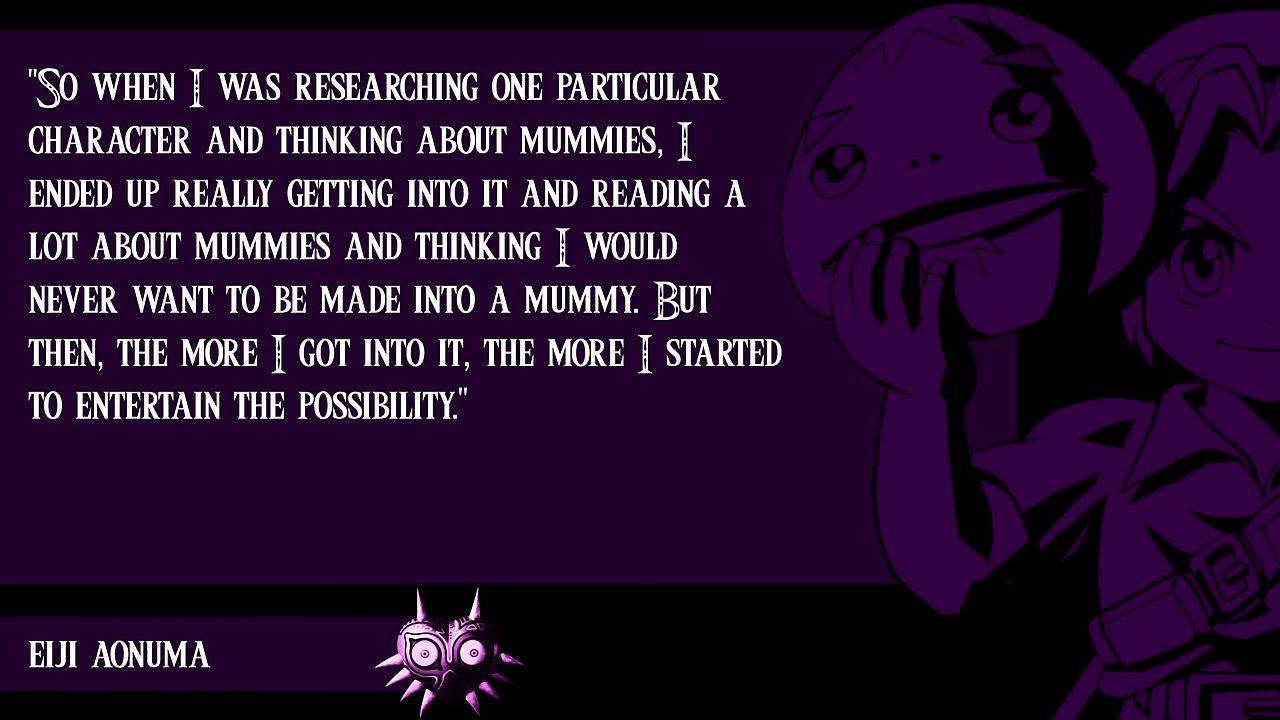 "So when I was researching one particular
character and thinking about mummies, I
ended up really getting into it and reading a
lot about mummies and thinking I would
never want to be made into a mummy. But
then, the more I got into it, the more I started
to entertain the possibility."
Eiji Aonuma